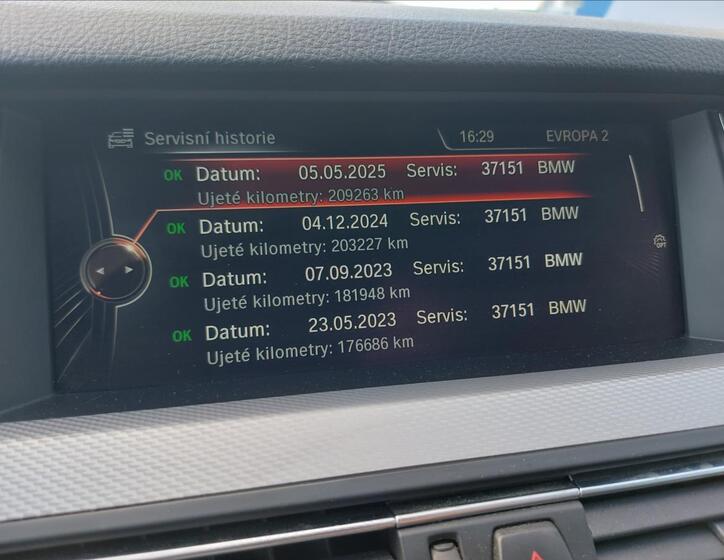 Servisní historie 16:29 EVROPA 2
OK Datum: 05.05.2025 Servis: 37151 BMW
Ujeté kilometry: 209263 km
OK Datum: 04.12.2024 Servis: 37151 BMW
Ujeté kilometry: 203227 km
OK Datum: 07.09.2023 Servis: 37151 BMW
Ujeté kilometry: 181948 km
OK Datum: 23.05.2023 Servis: 37151 BMW
Ujeté kilometry: 176686 km
OPT